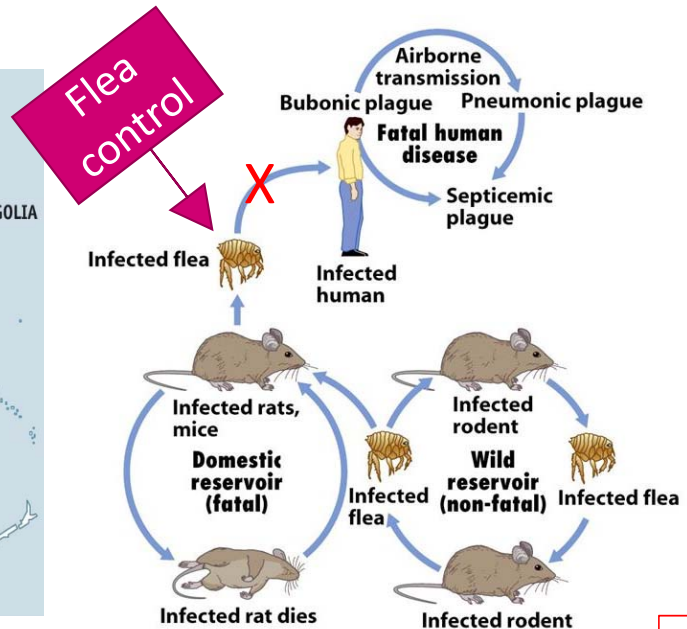 Flea
control
GOLIA
Airborne
transmission
Bubonic plague Pneumonic plague
Fatal human
disease
X
Septicemic
plague
Infected flea
Infected
human
Infected rats,
mice
Infected
rodent
Domestic
reservoir
(fatal)
Infected
flea
Wild
reservoir
(non-fatal)
Infected flea
Infected rat dies
Infected rodent